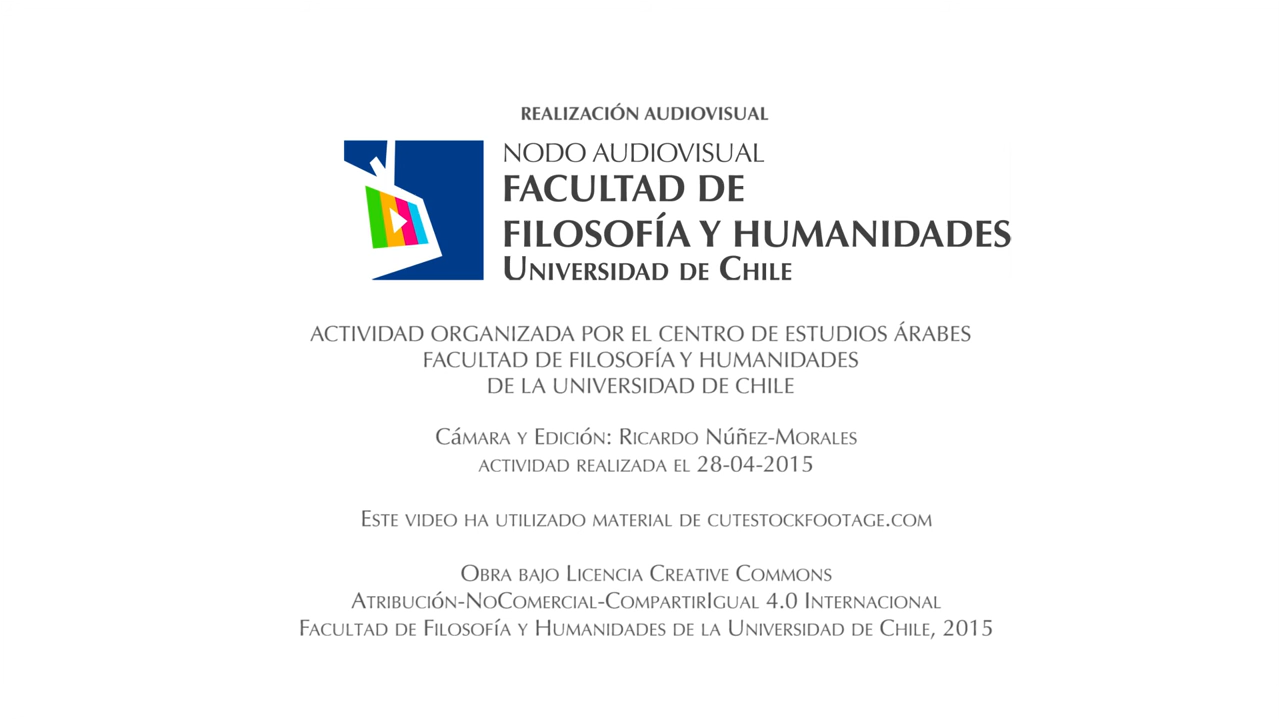 REALIZACIÓN AUDIOVISUAL
NODO AUDIOVISUAL
FACULTAD DE
FILOSOFÍA Y HUMANIDADES
UNIVERSIDAD DE CHILE
ACTIVIDAD ORGANIZADA POR EL CENTRO DE ESTUDIOS ÁRABES
FACULTAD DE FILOSOFÍA Y HUMANIDADES
DE LA UNIVERSIDAD DE CHILE
Cámara y Edición: Ricardo Núñez-Morales
actividad realizada el 28-04-2015
Este video ha utilizado material de cutestockfootage.com
Obra bajo Licencia Creative Commons
Atribución-NoComercial-CompartirIgual 4.0 Internacional
Facultad de Filosofía y Humanidades de la Universidad de Chile, 2015